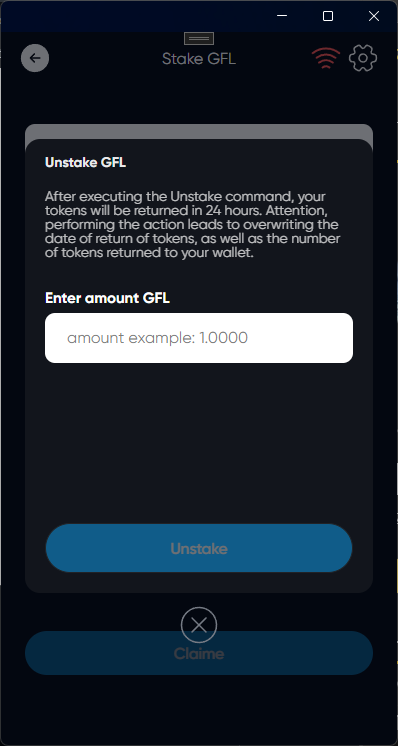 Stake GFL
Unstake GFL
After executing the Unstake command, your
tokens will be returned in 24 hours. Attention,
performing the action leads to overwriting the
date of return of tokens, as well as the number
of tokens returned to your wallet.
Enter amount GFL
amount example: 1.0000
Unstake
Claime